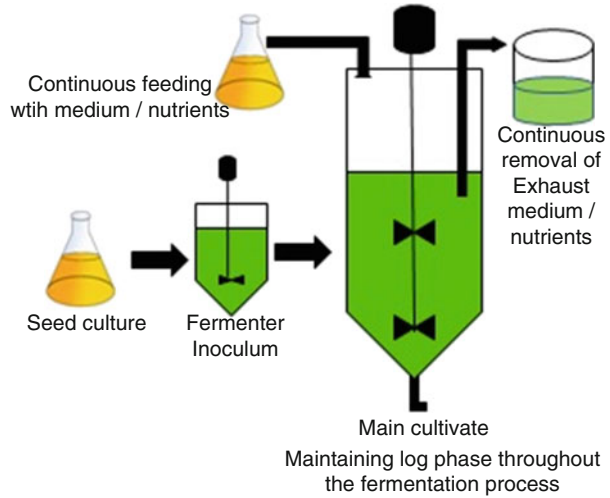 Continuous feeding
wtih medium / nutrients
Continuous
removal of
Exhaust
medium /
nutrients
Seed culture
Fermenter
Inoculum
Main cultivate
Maintaining log phase throughout
the fermentation process